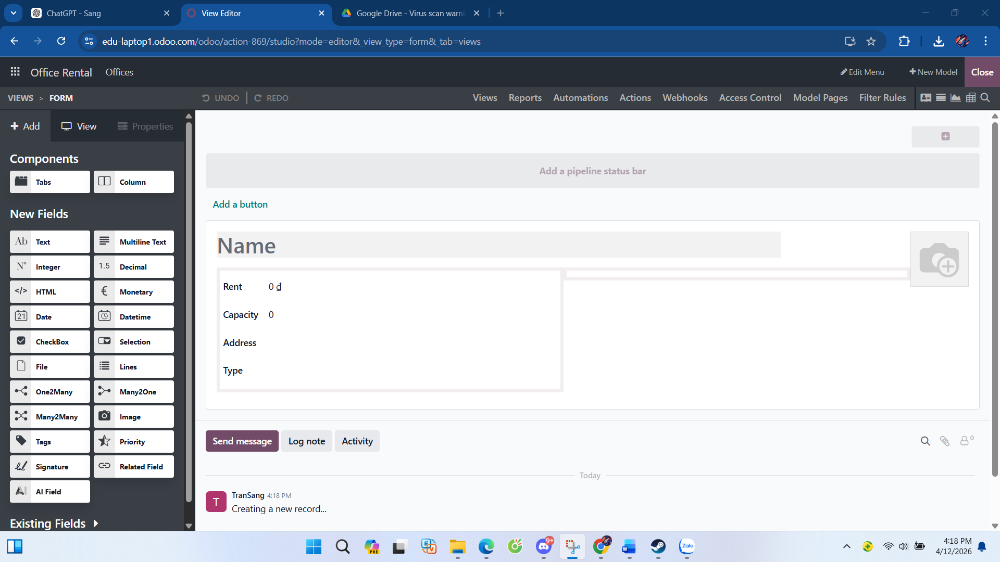 ChatGPT - Sang
View Editor
Google Drive - Virus scan warni
edu-laptop1.odoo.com/odoo/action-869/studio?mode=editor&_view_type=form&_tab=views
Office Rental
Offices
Edit Menu
New Model
Close
VIEWS > FORM
UNDO
REDO
Views
Reports
Automations
Actions
Webhooks
Access Control
Model Pages
Filter Rules
Add
View
Properties
Components
Tabs
Column
New Fields
Ab Text
Multiline Text
N° Integer
1.5 Decimal
</> HTML
€ Monetary
21 Date
Datetime
CheckBox
Selection
File
Lines
One2Many
Many2One
Many2Many
Image
Tags
Priority
Signature
Related Field
AI AI Field
Existing Fields
Add a pipeline status bar
Add a button
Name
Rent 0 ₫
Capacity 0
Address
Type
Send message
Log note
Activity
0
Today
T
TranSang 4:18 PM
Creating a new record...
PRE
9+
W
Zalo
4:18 PM
4/12/2026